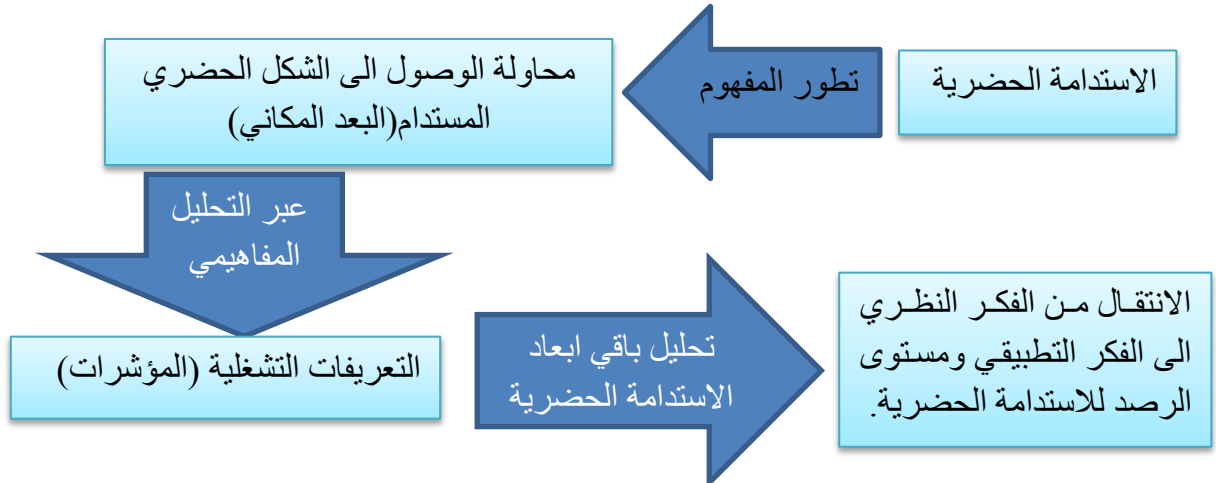 الاستدامة الحضرية
تطور المفهوم
محاولة الوصول الى الشكل الحضري
المستدام(البعد المكاني)
عبر التحليل
المفاهيمي
التعريفات التشغلية (المؤشرات)
تحليل باقي ابعاد
الاستدامة الحضرية
الانتقال من الفكر النظري
الى الفكر التطبيقي ومستوى
الرصد للاستدامة الحضرية.